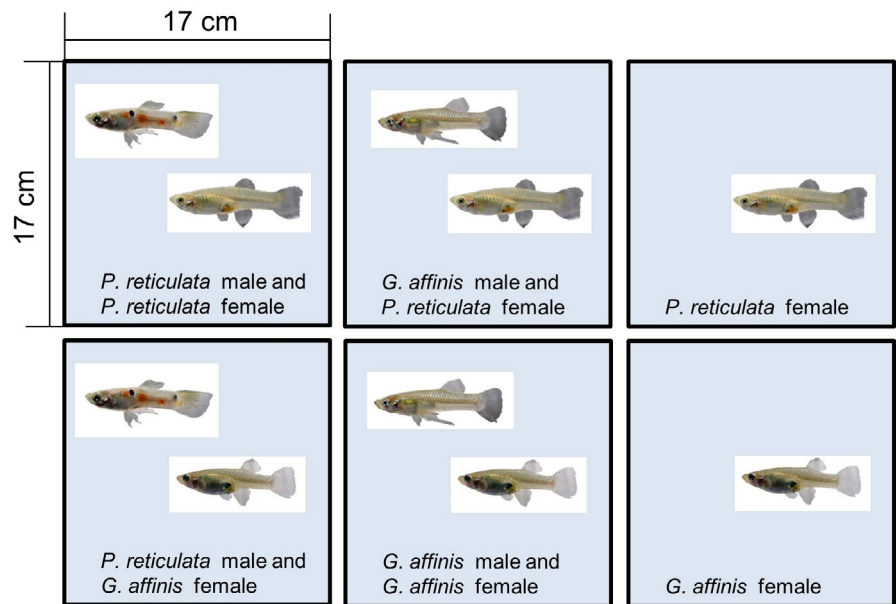 17 cm
17 cm
P. reticulata male and
P. reticulata female
G. affinis male and
P. reticulata female
P. reticulata female
P. reticulata male and
G. affinis female
G. affinis male and
G. affinis female
G. affinis female